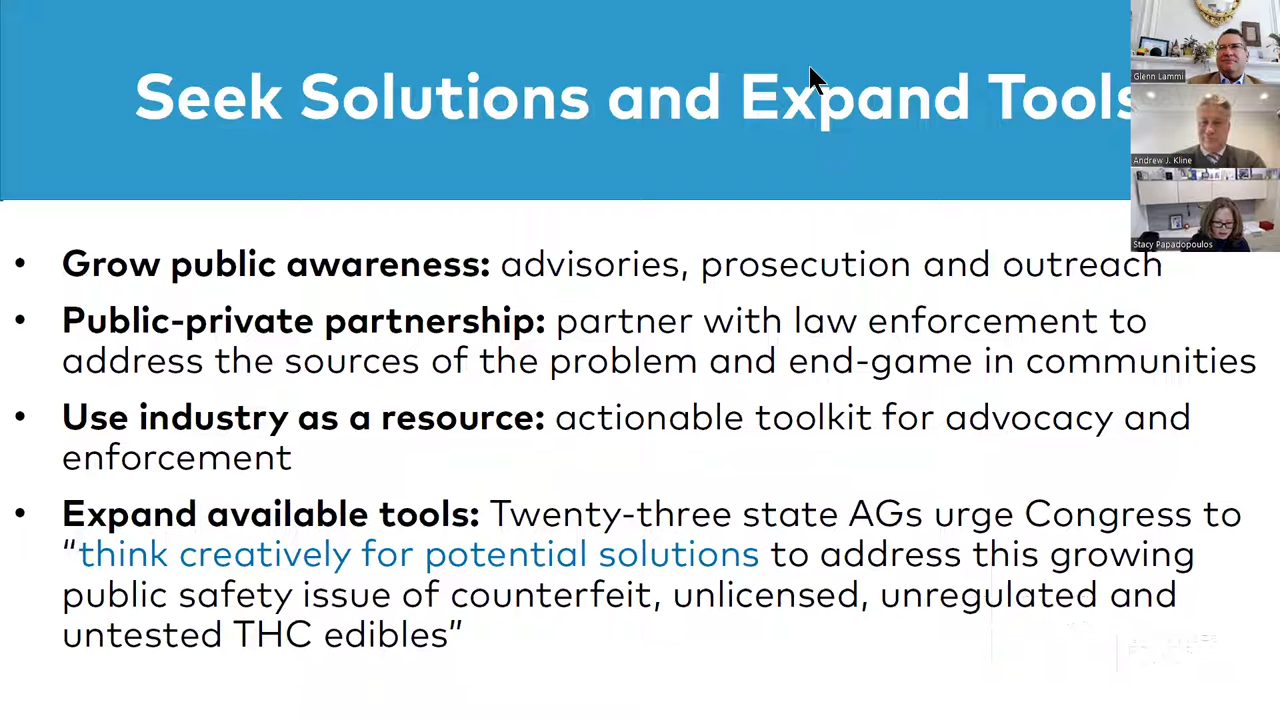 Seek Solutions and Expand Tools
Glenn Lammi
Andrew J. Kline
Stacy Papadopoulos
• Grow public awareness: advisories, prosecution and outreach
• Public-private partnership: partner with law enforcement to
address the sources of the problem and end-game in communities
• Use industry as a resource: actionable toolkit for advocacy and
enforcement
• Expand available tools: Twenty-three state AGs urge Congress to
“think creatively for potential solutions to address this growing
public safety issue of counterfeit, unlicensed, unregulated and
untested THC edibles”